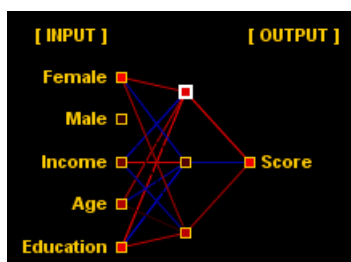 [ INPUT ] [ OUTPUT ]
Female
Male
Income Score
Age
Education